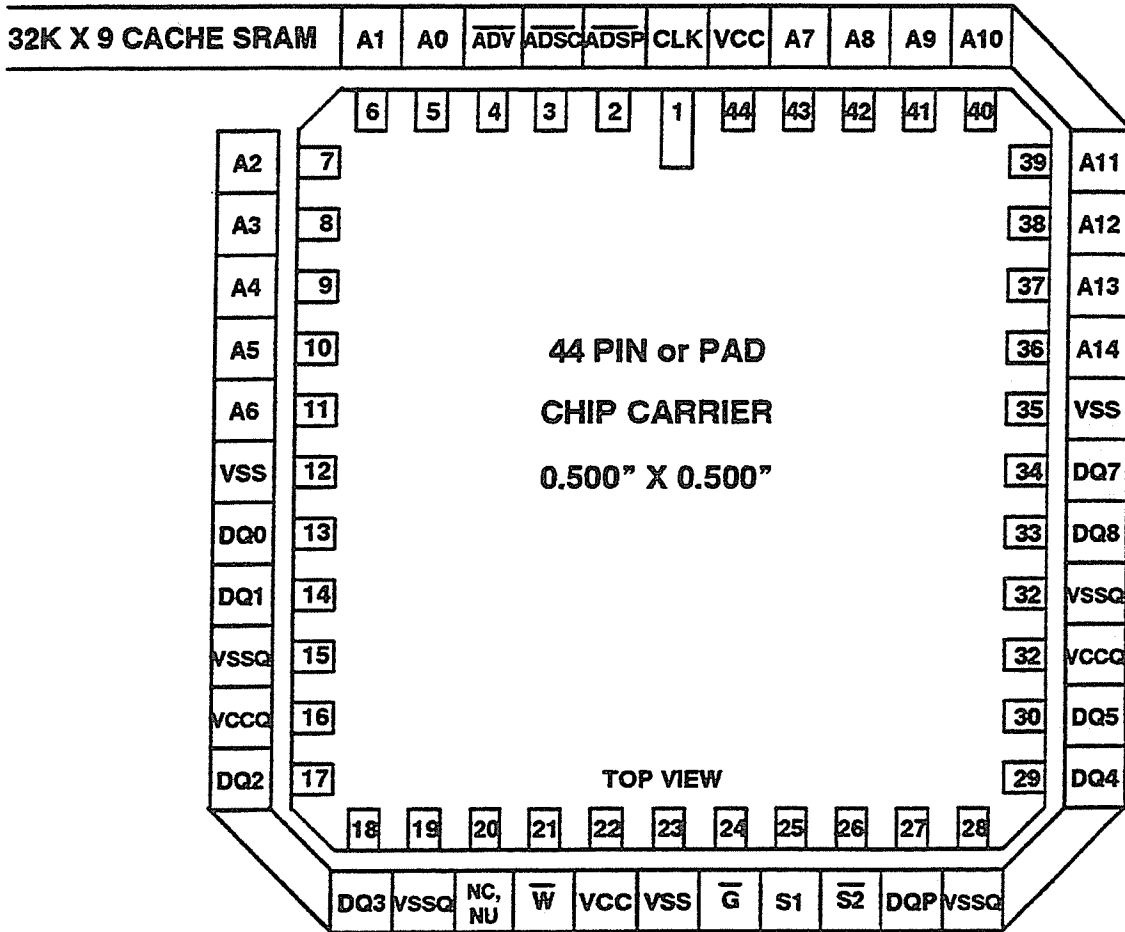 32K X 9 CACHE SRAM A1 A0 A̅D̅V̅ A̅D̅S̅C̅ A̅D̅S̅P̅ CLK VCC A7 A8 A9 A10
6 5 4 3 2 1 44 43 42 41 40
A2 7 39 A11
A3 8 38 A12
A4 9 37 A13
A5 10 44 PIN or PAD 36 A14
A6 11 CHIP CARRIER 35 VSS
VSS 12 0.500" X 0.500" 34 DQ7
DQ0 13 33 DQ8
DQ1 14 32 VSSQ
VSSQ 15 32 VCCQ
VCCQ 16 30 DQ5
DQ2 17 TOP VIEW 29 DQ4
18 19 20 21 22 23 24 25 26 27 28
DQ3 VSSQ NC, NU W̅ VCC VSS G̅ S1 S̅2̅ DQP VSSQ